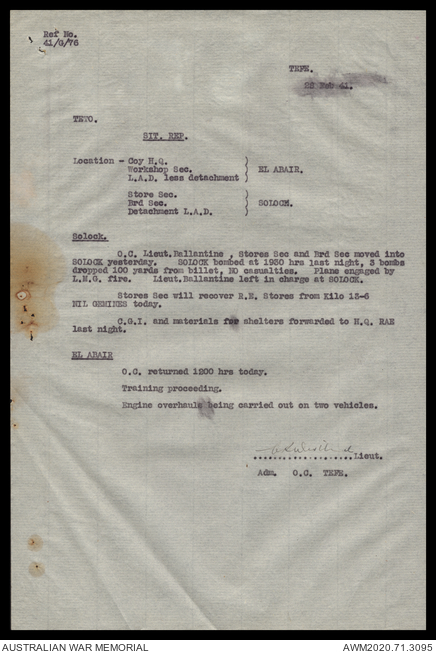 Ref No.
41/G/76
TEFE.
22 Feb 41.
TETO.
SIT. REP.
Location - Coy H.Q.
Workshop Sec.
L.A.D. less detachment
EL ABAIR.
Store Sec.
Brd Sec.
Detachment L.A.D.
SOLOCK.
Solock.
O.C. Lieut.Ballantine , Stores Sec and Brd Sec moved into
SOLOCK yesterday. SOLOCK bombed at 1930 hrs last night, 3 bombs
dropped 100 yards from billet, NO casualties. Plane engaged by
L.M.G. fire. Lieut.Ballantine left in charge at SOLOCK.
Stores Sec will recover R.E. Stores from Kilo 13-6
NIL GEMINES today.
C.G.I. and materials for shelters forwarded to H.Q. RAE
last night.
EL ABAIR
O.C. returned 1200 hrs today.
Training proceeding.
Engine overhauls being carried out on two vehicles.
Lieut.
Adm. O.C. TEFE.
AUSTRALIAN WAR MEMORIAL
AWM2020.71.3095